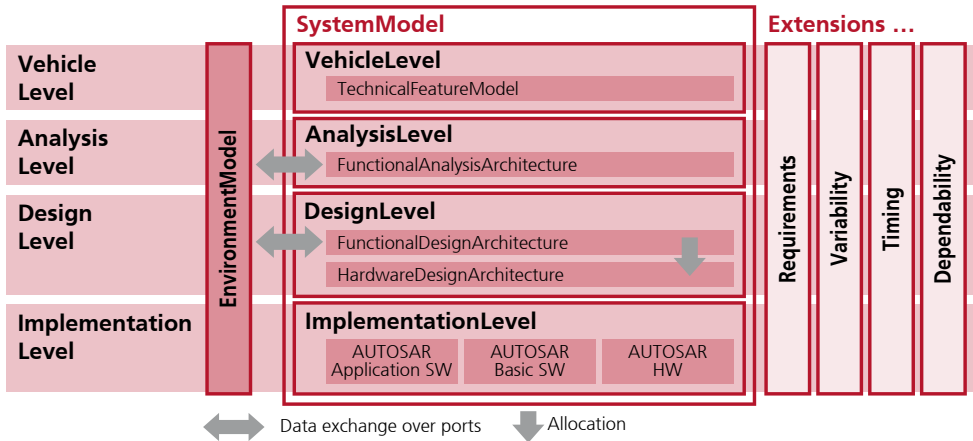 SystemModel
Extensions ...
Vehicle
Level
VehicleLevel
TechnicalFeatureModel
Analysis
Level
AnalysisLevel
FunctionalAnalysisArchitecture
Design
Level
DesignLevel
FunctionalDesignArchitecture
HardwareDesignArchitecture
Implementation
Level
ImplementationLevel
AUTOSAR
Application SW
AUTOSAR
Basic SW
AUTOSAR
HW
EnvironmentModel
Requirements
Variability
Timing
Dependability
Data exchange over ports
Allocation